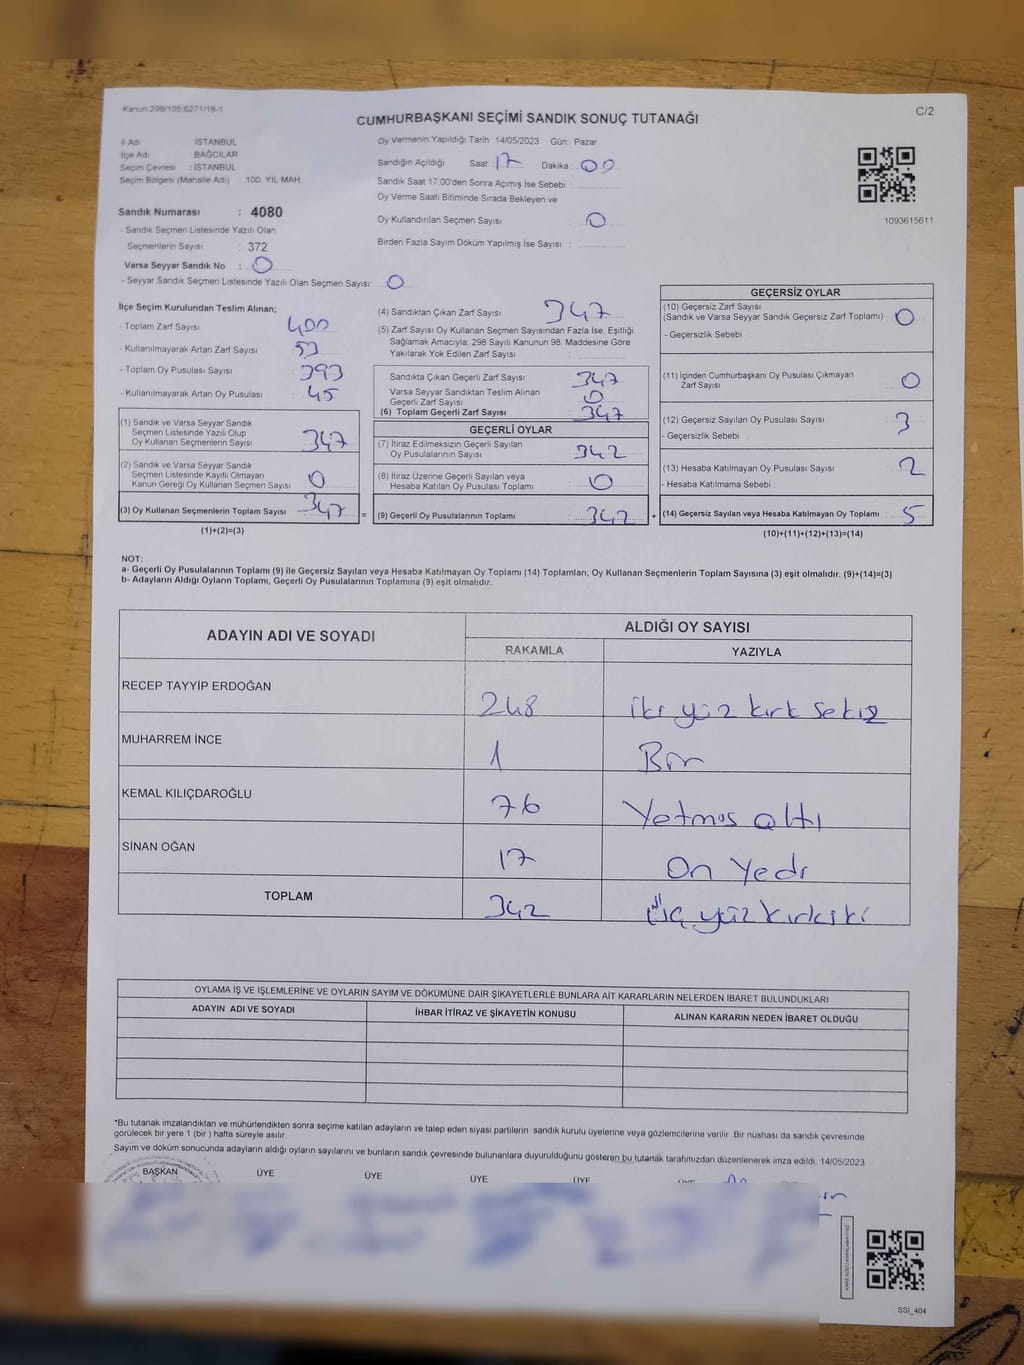 Kanun:298/105:6271/16-1
C/2
CUMHURBAŞKANI SEÇİMİ SANDIK SONUÇ TUTANAĞI
İl Adı : İSTANBUL
İlçe Adı : BAĞCILAR
Seçim Çevresi : İSTANBUL
Seçim Bölgesi (Mahalle Adı) : 100. YIL MAH.
Sandık Numarası : 4080
- Sandık Seçmen Listesinde Yazılı Olan
Seçmenlerin Sayısı : 372
Varsa Seyyar Sandık No : 0
- Seyyar Sandık Seçmen Listesinde Yazılı Olan Seçmen Sayısı: 0
Oy Vermenin Yapıldığı Tarih 14/05/2023 Gün : Pazar
Sandığın Açıldığı Saat 17 Dakika : 00
Sandık Saat 17.00'den Sonra Açımış İse Sebebi :
Oy Verme Saati Bitiminde Sırada Bekleyen ve
Oy Kullandırılan Seçmen Sayısı : 0
Birden Fazla Sayım Döküm Yapılmış İse Sayısı :
1093615611
İlçe Seçim Kurulundan Teslim Alınan;
- Toplam Zarf Sayısı 400
- Kullanılmayarak Artan Zarf Sayısı 53
- Toplam Oy Pusulası Sayısı 393
- Kullanılmayarak Artan Oy Pusulası 45
(1) Sandık ve Varsa Seyyar Sandık
Seçmen Listesinde Yazılı Olup
Oy Kullanan Seçmenlerin Sayısı 347
(2) Sandık ve Varsa Seyyar Sandık
Seçmen Listesinde Kayıtlı Olmayan
Kanun Gereği Oy Kullanan Seçmen Sayısı 0
(3) Oy Kullanan Seçmenlerin Toplam Sayısı 347
(1)+(2)=(3)
(4) Sandıktan Çıkan Zarf Sayısı 347
(5) Zarf Sayısı Oy Kullanan Seçmen Sayısından Fazla İse, Eşitliği
Sağlamak Amacıyla; 298 Sayılı Kanunun 98. Maddesine Göre
Yakılarak Yok Edilen Zarf Sayısı :
Sandıkta Çıkan Geçerli Zarf Sayısı 347
Varsa Seyyar Sandıktan Teslim Alınan
Geçerli Zarf Sayısı 0
(6) Toplam Geçerli Zarf Sayısı 347
GEÇERLİ OYLAR
(7) İtiraz Edilmeksizin Geçerli Sayılan
Oy Pusulalarının Sayısı 342
(8) İtiraz Üzerine Geçerli Sayılan veya
Hesaba Katılan Oy Pusulası Toplamı 0
= (9) Geçerli Oy Pusulalarının Toplamı : 342 +
GEÇERSİZ OYLAR
(10) Geçersiz Zarf Sayısı
(Sandık ve Varsa Seyyar Sandık Geçersiz Zarf Toplamı) 0
- Geçersizlik Sebebi :
(11) İçinden Cumhurbaşkanı Oy Pusulası Çıkmayan
Zarf Sayısı 0
(12) Geçersiz Sayılan Oy Pusulası Sayısı 3
- Geçersizlik Sebebi :
(13) Hesaba Katılmayan Oy Pusulası Sayısı 2
- Hesaba Katılmama Sebebi :
(14) Geçersiz Sayılan veya Hesaba Katılmayan Oy Toplamı 5
(10)+(11)+(12)+(13)=(14)
NOT:
a- Geçerli Oy Pusulalarının Toplamı (9) ile Geçersiz Sayılan veya Hesaba Katılmayan Oy Toplamı (14) Toplamları, Oy Kullanan Seçmenlerin Toplam Sayısına (3) eşit olmalıdır. (9)+(14)=(3)
b- Adayların Aldığı Oyların Toplamı, Geçerli Oy Pusulalarının Toplamına (9) eşit olmalıdır.
ADAYIN ADI VE SOYADI
ALDIĞI OY SAYISI
RAKAMLA YAZIYLA
RECEP TAYYİP ERDOĞAN 248 iki yüz kırk sekiz
MUHARREM İNCE 1 Bir
KEMAL KILIÇDAROĞLU 76 Yetmiş altı
SİNAN OĞAN 17 On Yedi
TOPLAM 342 Üç yüz kırk iki
OYLAMA İŞ VE İŞLEMLERİNE VE OYLARIN SAYIM VE DÖKÜMÜNE DAİR ŞİKAYETLERLE BUNLARA AİT KARARLARIN NELERDEN İBARET BULUNDUKLARI
ADAYIN ADI VE SOYADI İHBAR İTİRAZ VE ŞİKAYETİN KONUSU ALINAN KARARIN NEDEN İBARET OLDUĞU
*Bu tutanak imzalandıktan ve mühürlendikten sonra seçime katılan adayların ve talep eden siyasi partilerin sandık kurulu üyelerine veya gözlemcilerine verilir. Bir nüshası da sandık çevresinde
görülecek bir yere 1 (bir) hafta süreyle asılır.
Sayım ve döküm sonucunda adayların aldığı oyların sayılarını ve bunların sandık çevresinde bulunanlara duyurulduğunu gösteren bu tutanak tarafımızdan düzenlenerek imza edildi. 14/05/2023
BAŞKAN ÜYE ÜYE ÜYE ÜYE
SSI_404